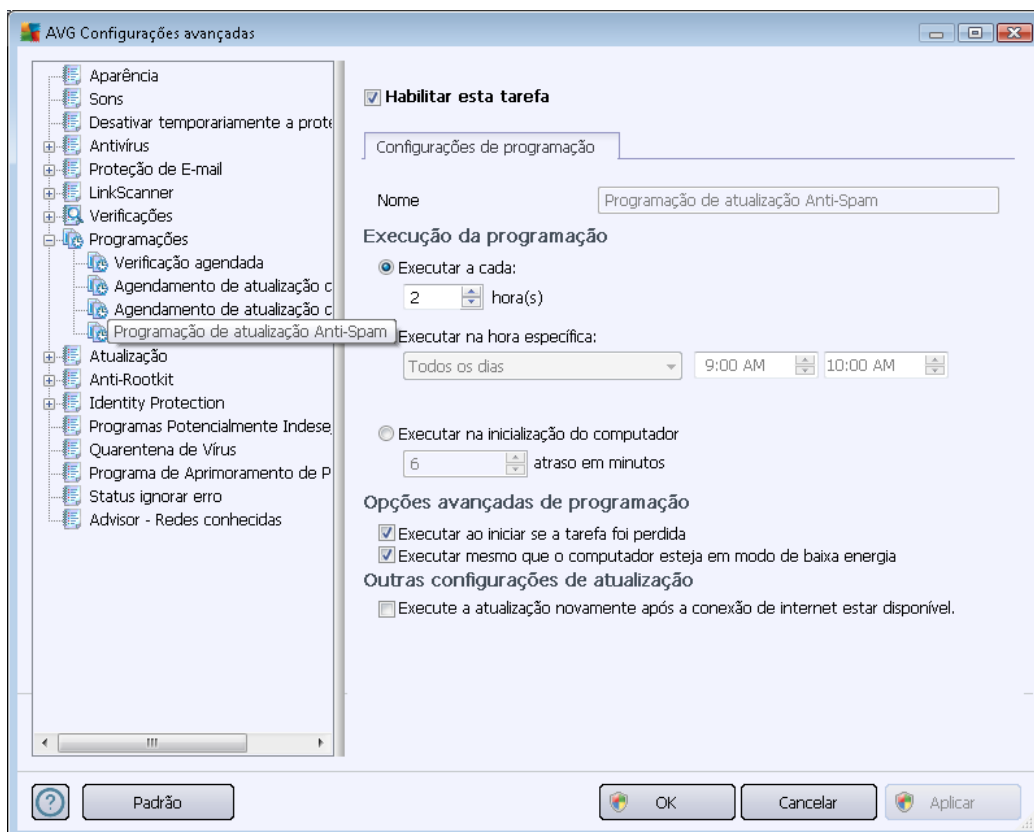 AVG Configurações avançadas
Aparência
Sons
Desativar temporariamente a prote
Antivírus
Proteção de E-mail
LinkScanner
Verificações
Programações
Verificação agendada
Agendamento de atualização c
Agendamento de atualização c
Programação de atualização Anti-Spam
Atualização
Anti-Rootkit
Identity Protection
Programas Potencialmente Indese
Quarentena de Vírus
Programa de Aprimoramento de P
Status ignorar erro
Advisor - Redes conhecidas
Habilitar esta tarefa
Configurações de programação
Nome Programação de atualização Anti-Spam
Execução da programação
Executar a cada:
2 hora(s)
Executar na hora específica:
Todos os dias 9:00 AM 10:00 AM
Executar na inicialização do computador
6 atraso em minutos
Opções avançadas de programação
Executar ao iniciar se a tarefa foi perdida
Executar mesmo que o computador esteja em modo de baixa energia
Outras configurações de atualização
Execute a atualização novamente após a conexão de internet estar disponível.
? Padrão OK Cancelar Aplicar